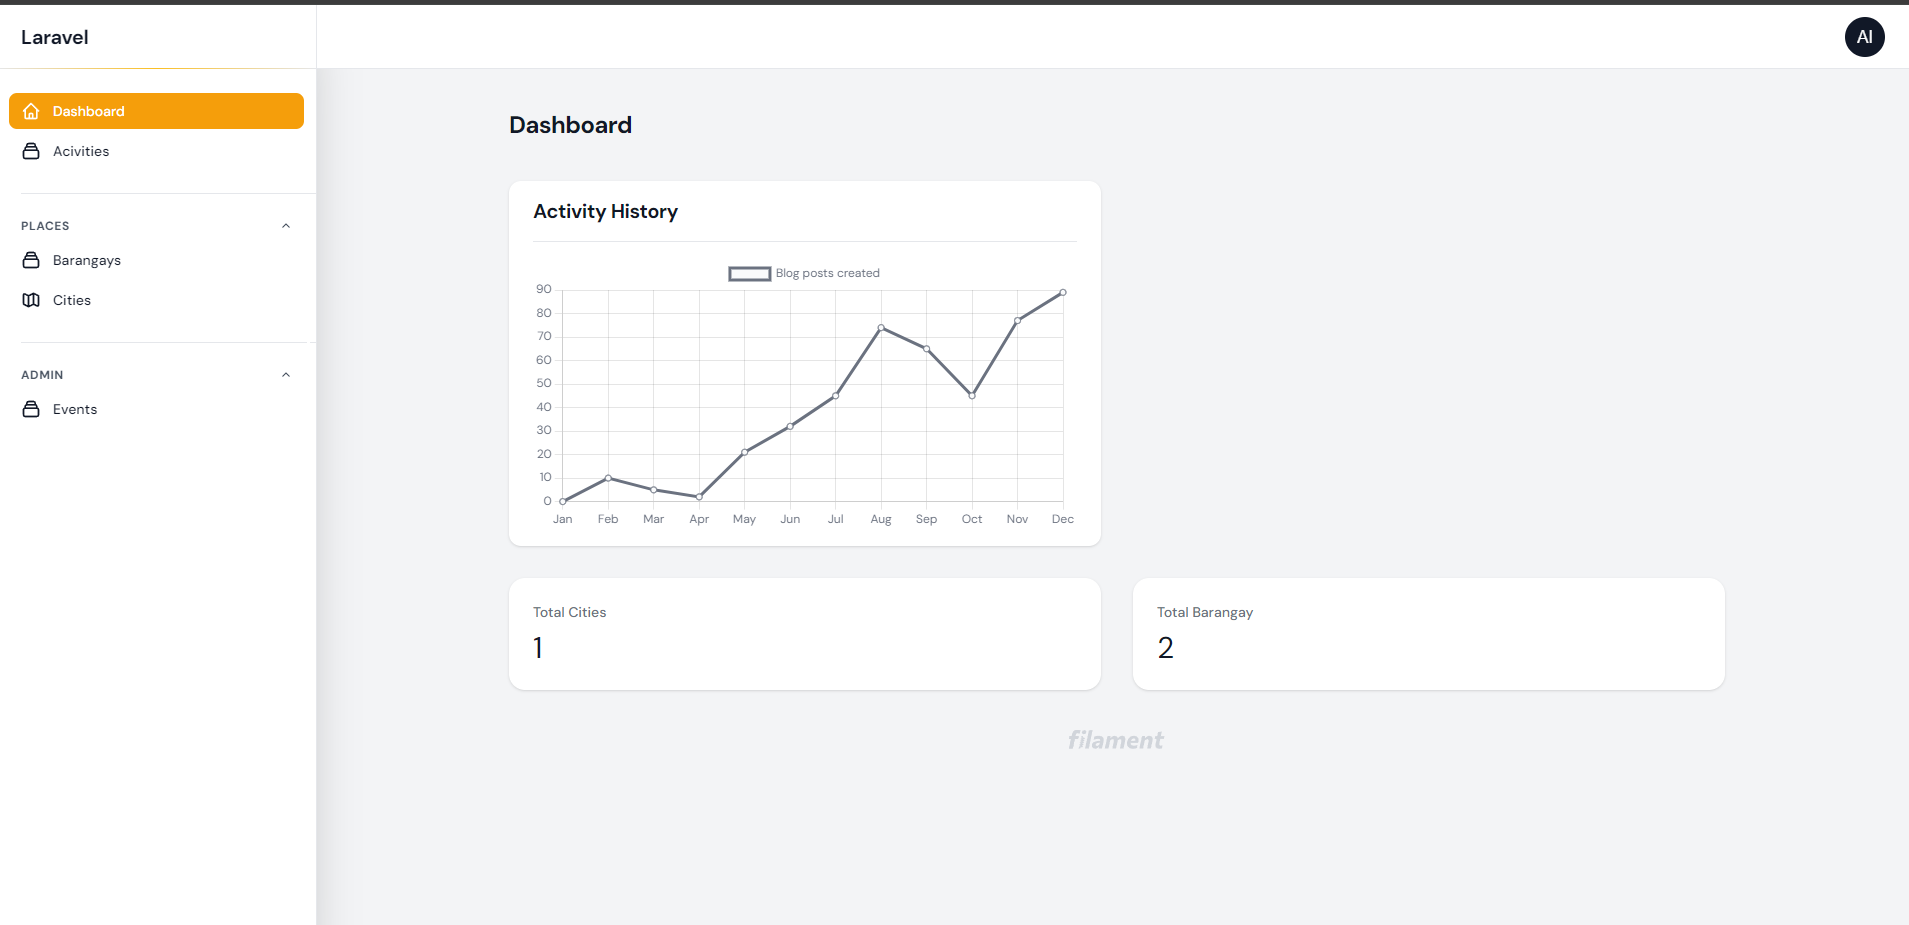 Laravel
AI
Dashboard
Acivities
PLACES
Barangays
Cities
ADMIN
Events
Dashboard
Activity History
Blog posts created
90
80
70
60
50
40
30
20
10
0
Jan Feb Mar Apr May Jun Jul Aug Sep Oct Nov Dec
Total Cities
1
Total Barangay
2
filament